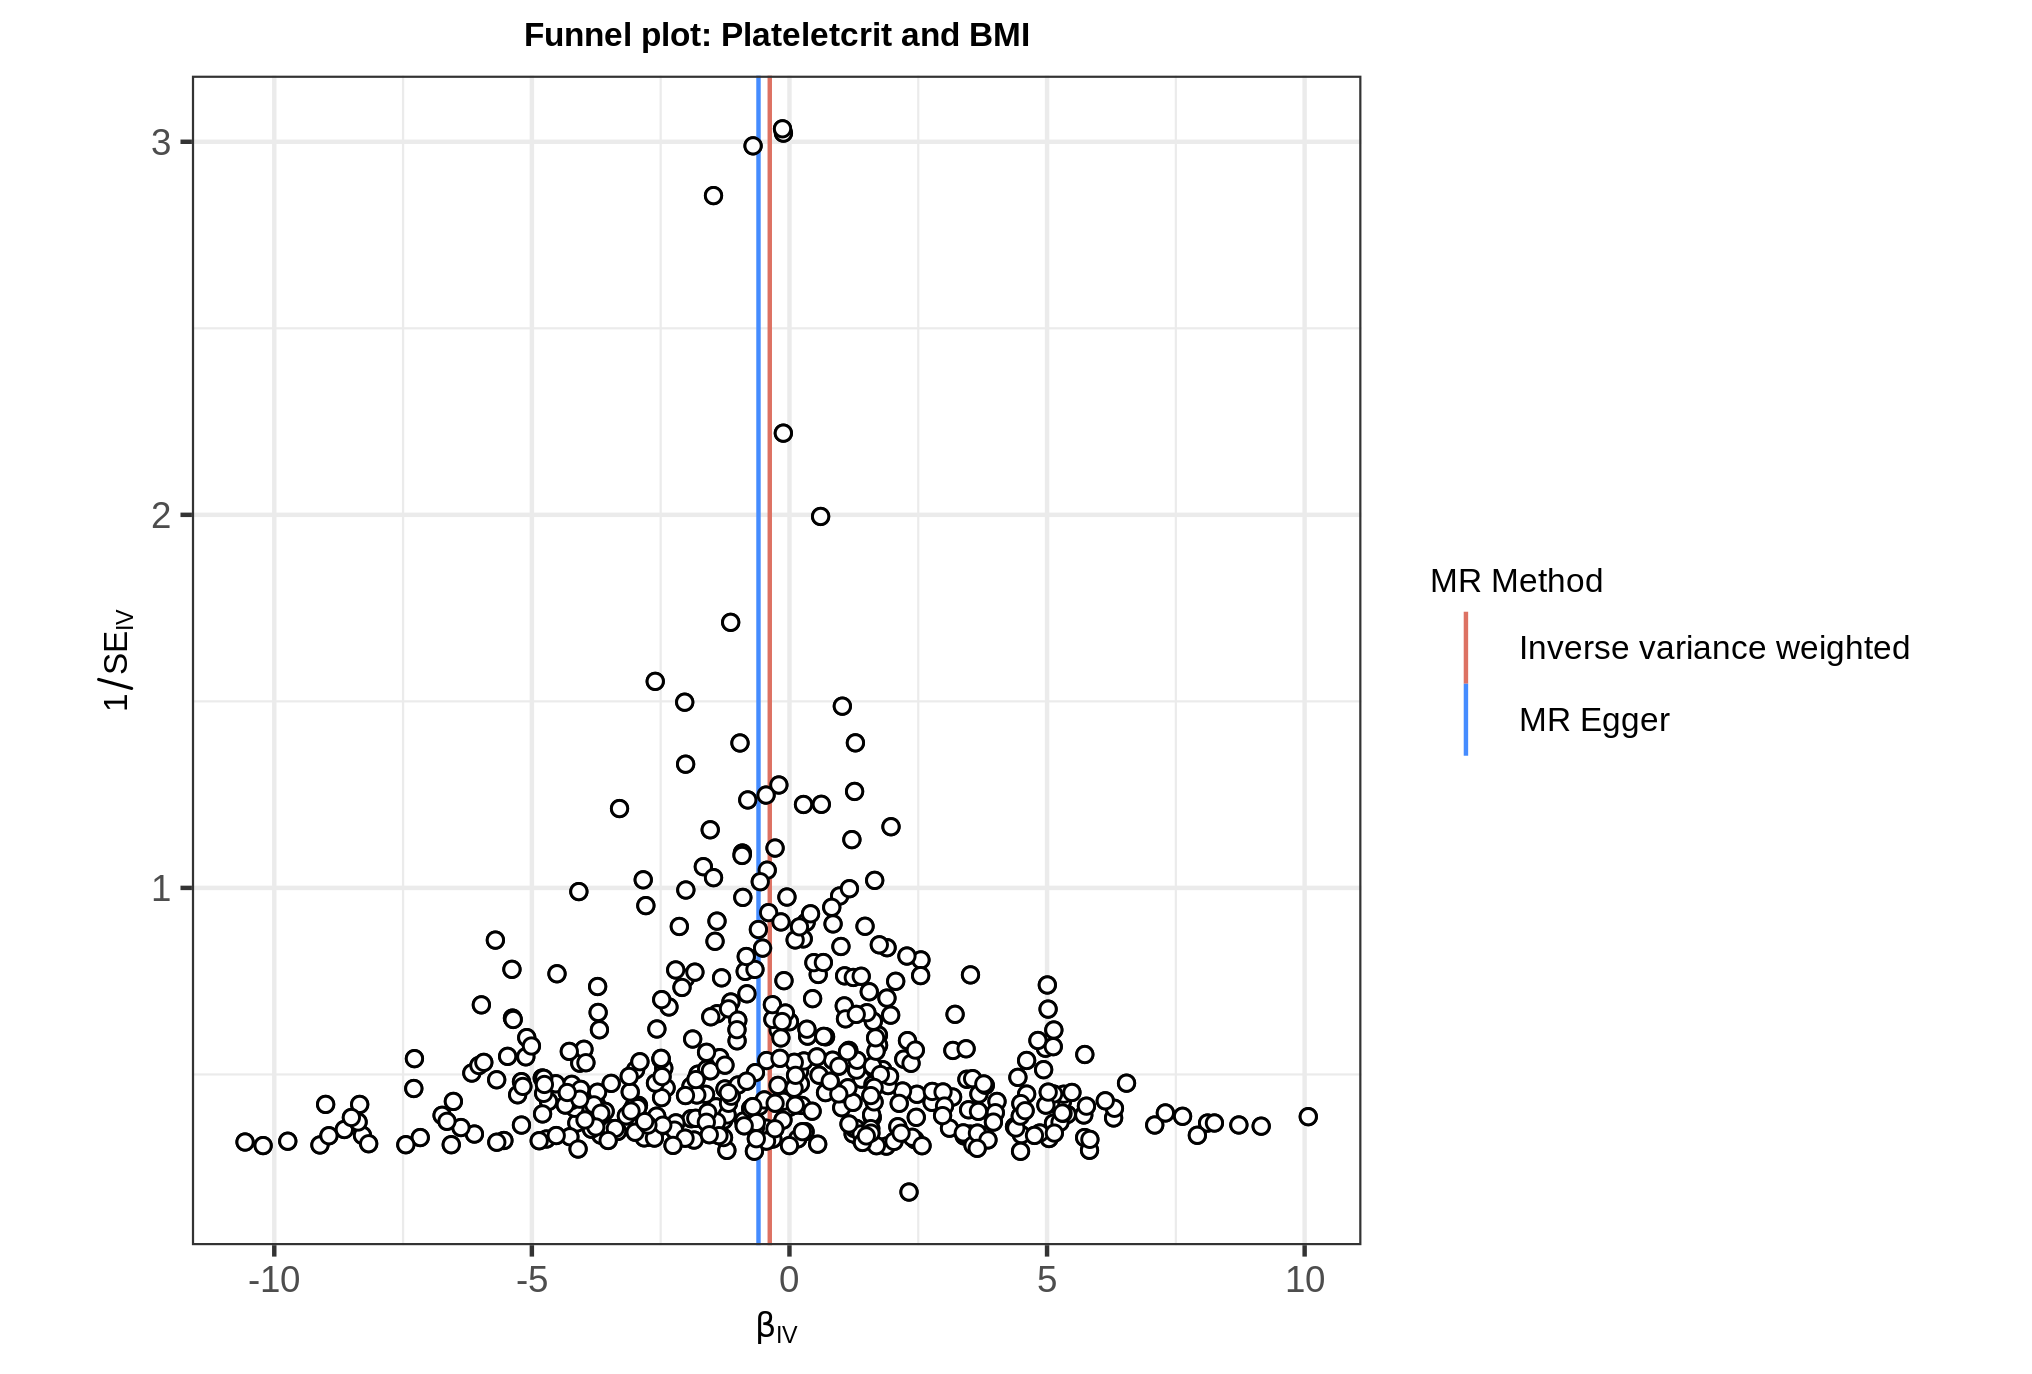 Funnel plot: Plateletcrit and BMI
3
2
1
1/SE_IV
-10 -5 0 5 10
β_IV
MR Method
Inverse variance weighted
MR Egger